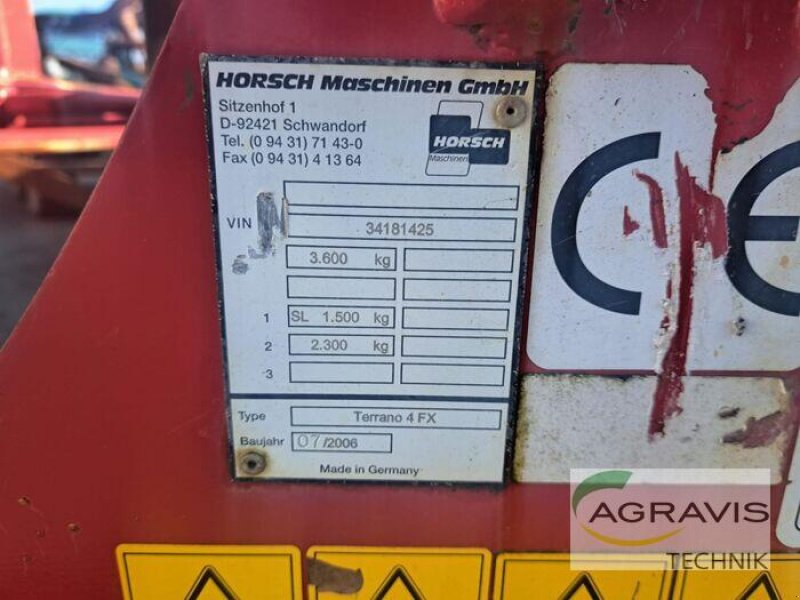 HORSCH Maschinen GmbH
Sitzenhof 1
D-92421 Schwandorf
Tel. (0 94 31) 71 43-0
Fax (0 94 31) 4 13 64
HORSCH
Maschinen
VIN 34181425
3.600 kg
1 SL 1.500 kg
2 2.300 kg
3
Type Terrano 4 FX
Baujahr 07/2006
Made in Germany
CE
AGRAVIS
TECHNIK